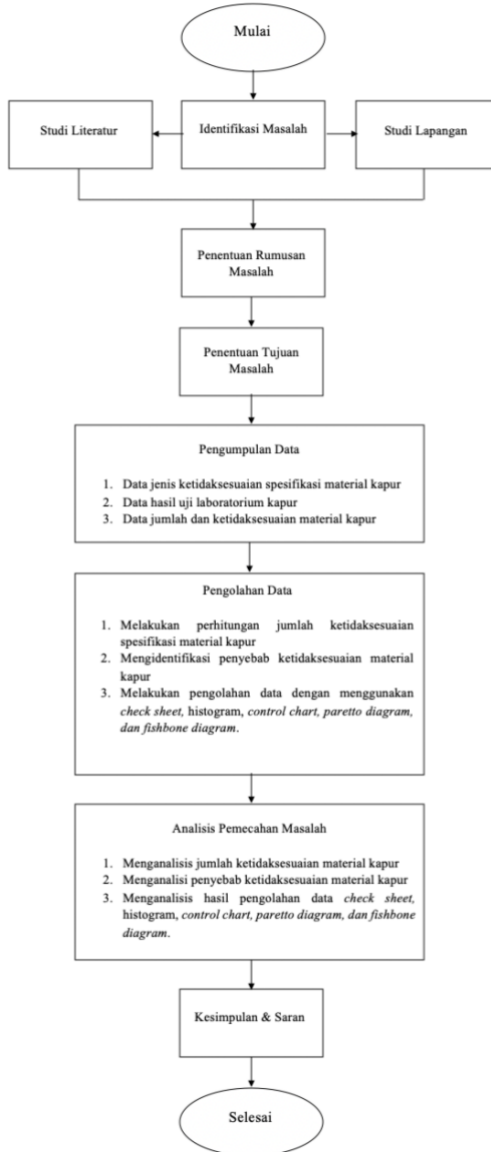 Mulai
Studi Literatur
Identifikasi Masalah
Studi Lapangan
Penentuan Rumusan
Masalah
Penentuan Tujuan
Masalah
Pengumpulan Data
1. Data jenis ketidaksesuaian spesifikasi material kapur
2. Data hasil uji laboratorium kapur
3. Data jumlah dan ketidaksesuaian material kapur
Pengolahan Data
1. Melakukan perhitungan jumlah ketidaksesuaian
spesifikasi material kapur
2. Mengidentifikasi penyebab ketidaksesuaian material
kapur
3. Melakukan pengolahan data dengan menggunakan
check sheet, histogram, control chart, paretto diagram,
dan fishbone diagram.
Analisis Pemecahan Masalah
1. Menganalisis jumlah ketidaksesuaian material kapur
2. Menganalisi penyebab ketidaksesuaian material kapur
3. Menganalisis hasil pengolahan data check sheet,
histogram, control chart, paretto diagram, dan fishbone
diagram.
Kesimpulan & Saran
Selesai